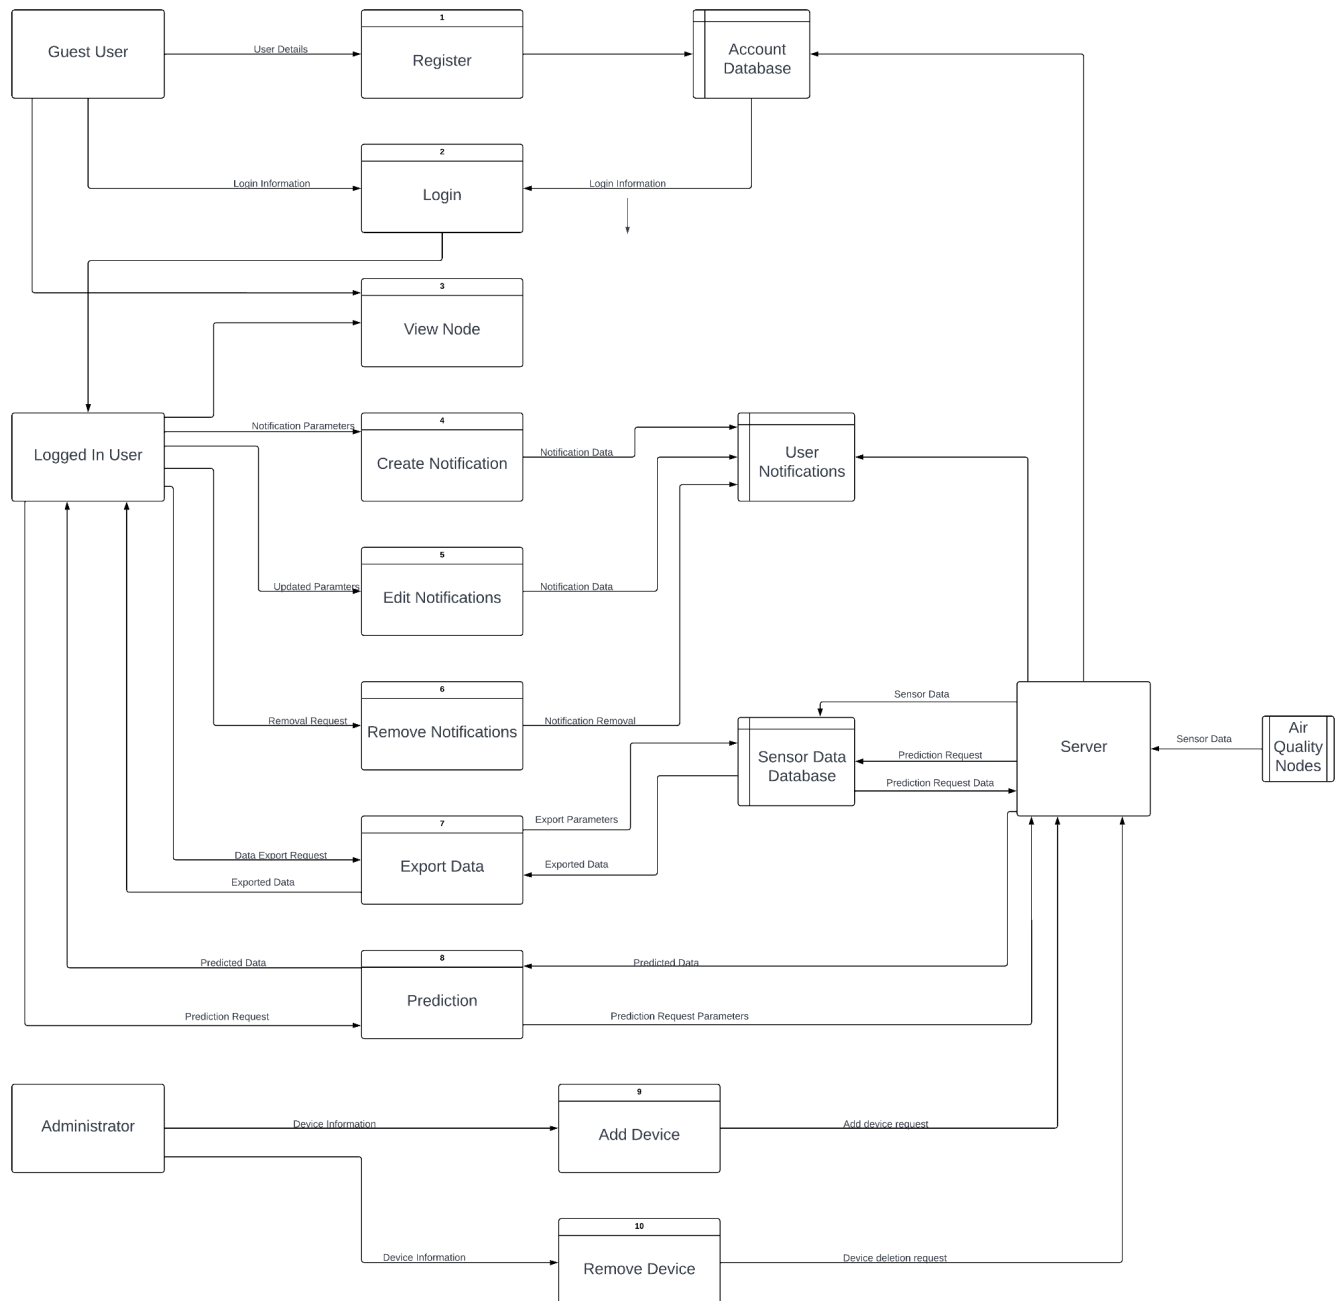 1
Guest User
User Details
Register
Account
Database
2
Login Information
Login
Login Information
3
View Node
4
Logged In User
Notification Parameters
Create Notification
Notification Data
User
Notifications
5
Updated Paramters
Edit Notifications
Notification Data
6
Removal Request
Remove Notifications
Notification Removal
Sensor Data
Server
Sensor Data
Air
Quality
Nodes
Sensor Data
Database
Prediction Request
Prediction Request Data
7
Export Parameters
Data Export Request
Export Data
Exported Data
Exported Data
8
Predicted Data
Predicted Data
Prediction
Prediction Request
Prediction Request Parameters
9
Administrator
Device Information
Add Device
Add device request
10
Device Information
Remove Device
Device deletion request